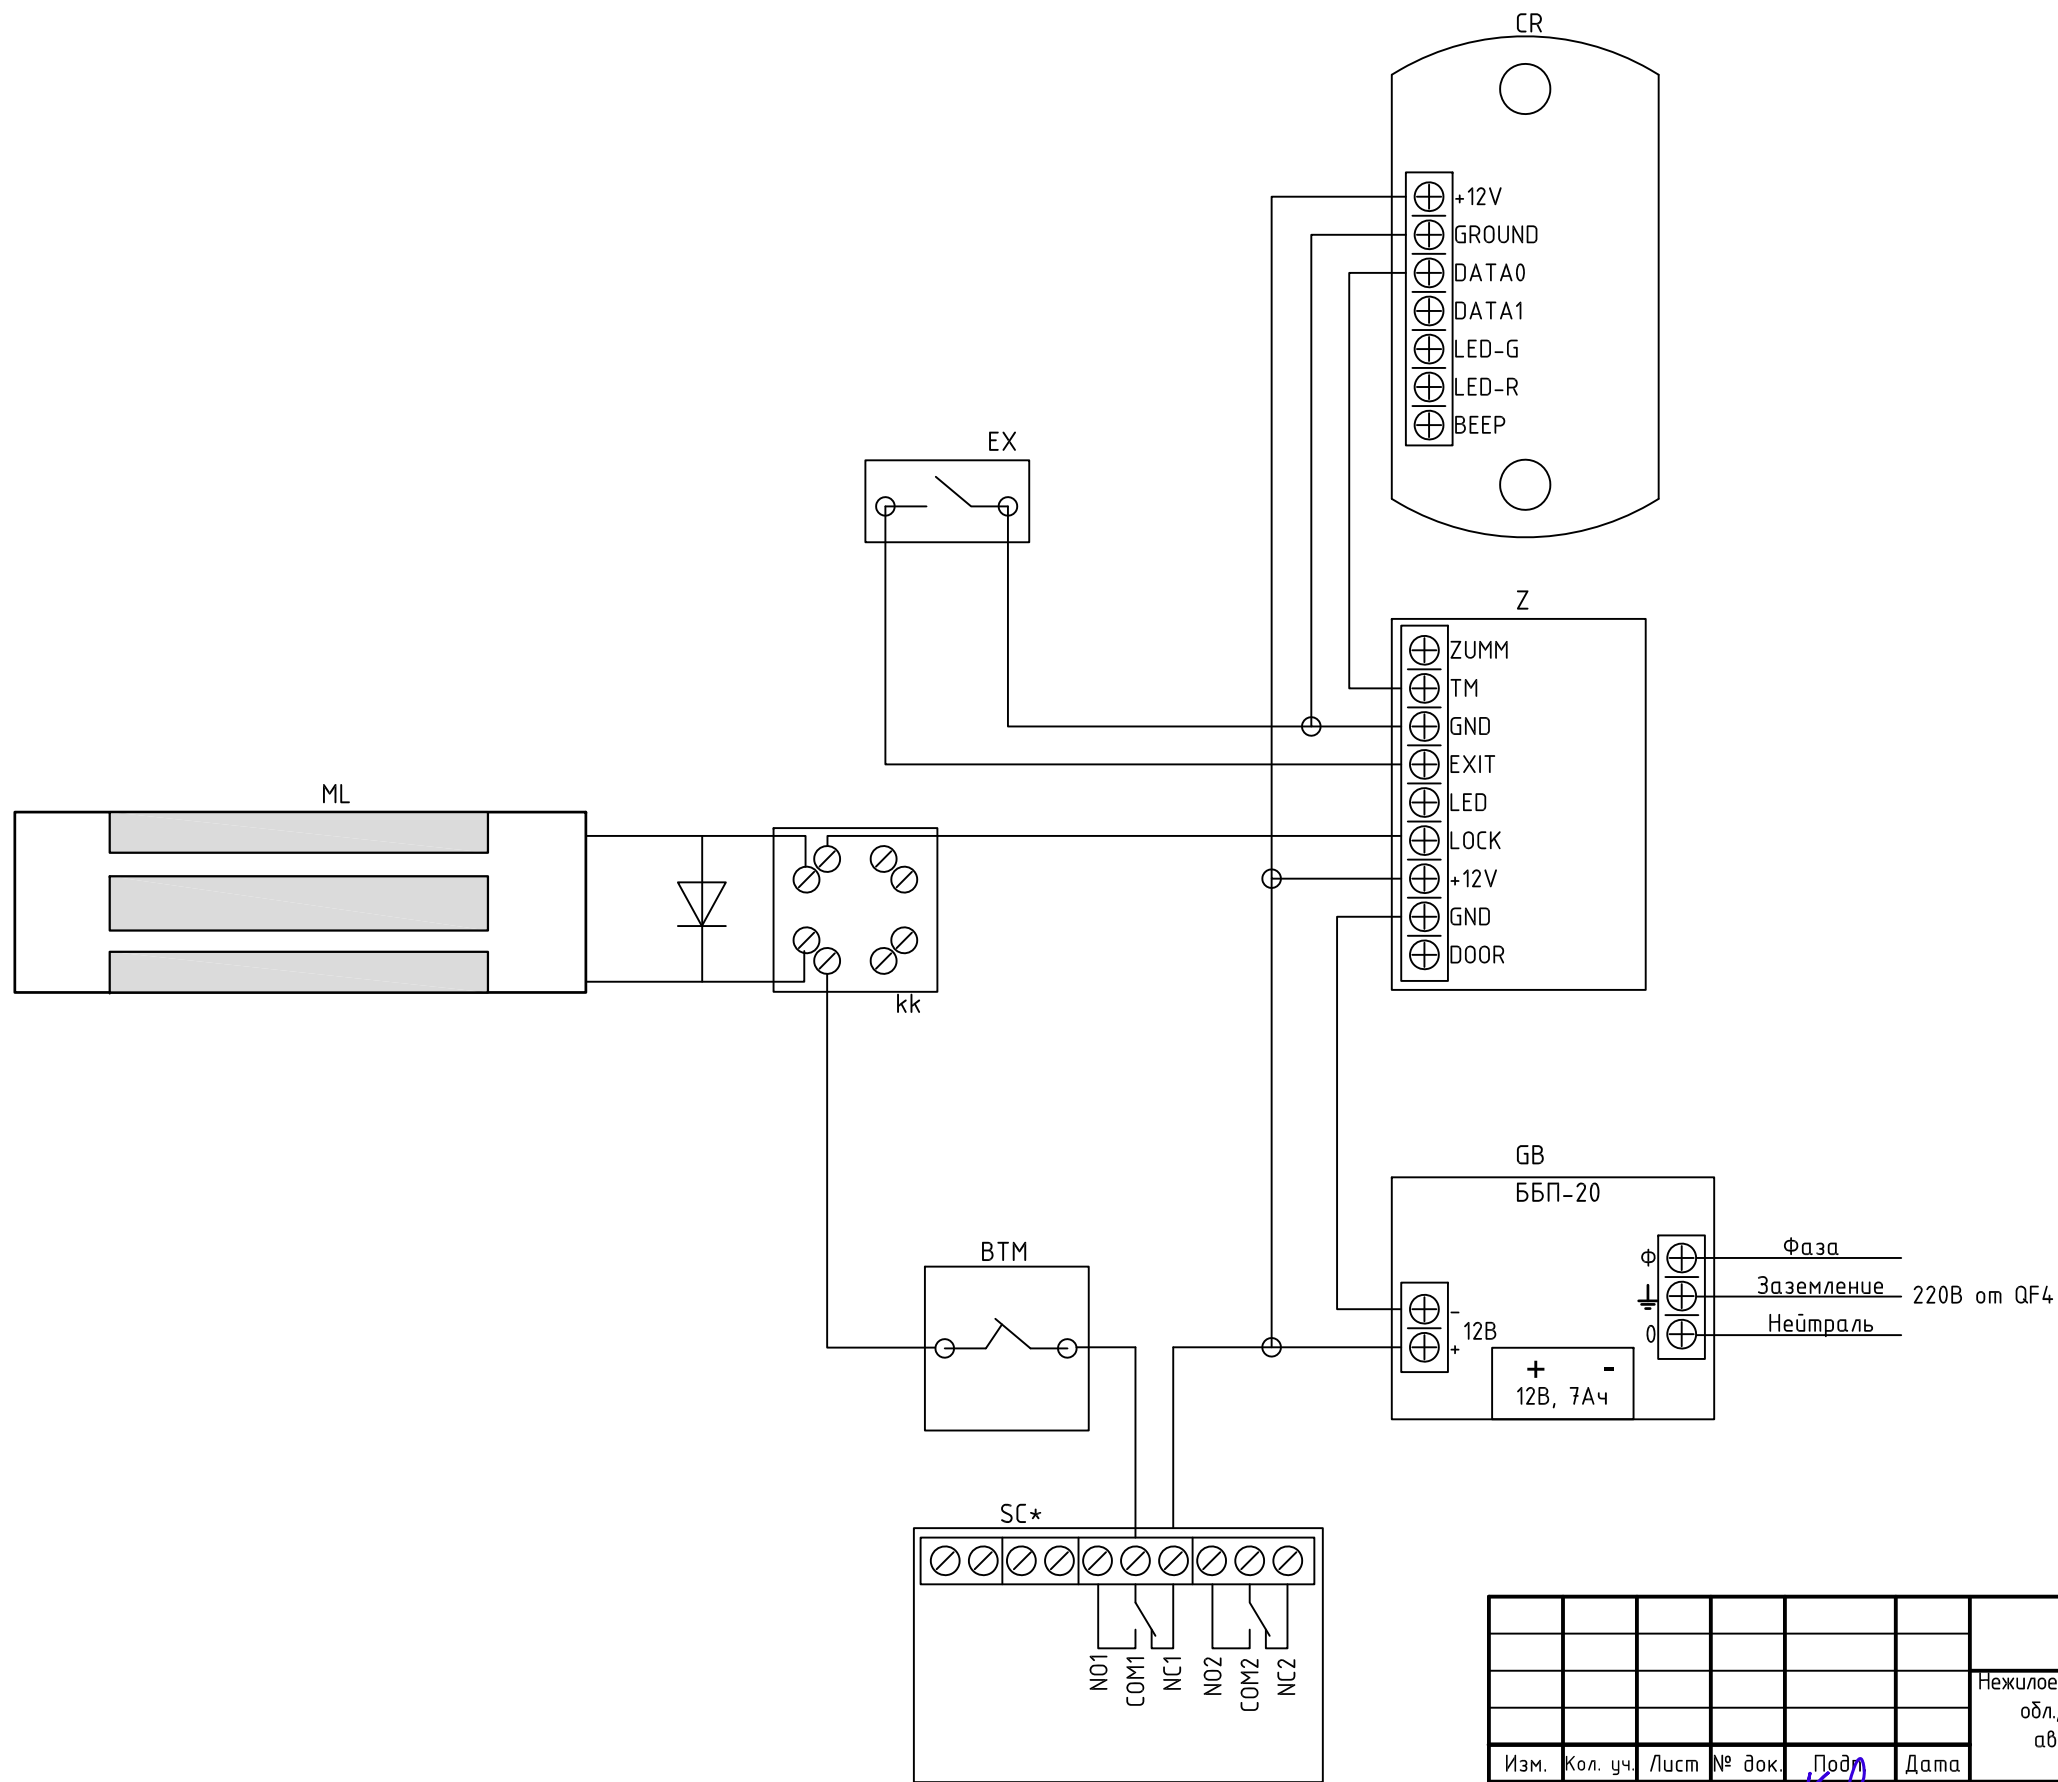 CR
+12V
GROUND
DATA0
DATA1
LED-G
LED-R
BEEP
EX
Z
ZUMM
TM
GND
EXIT
LED
LOCK
+12V
GND
DOOR
ML
kk
GB
ББП-20
Ф
Фаза
Заземление
220В от QF4
0
Нейтраль
-
12В
+
+ -
12В, 7Ач
BTM
SC*
NO1
COM1
NC1
NO2
COM2
NC2
Нежилое
обл.,
ав
Изм. Кол. уч. Лист № док. Подп Дата